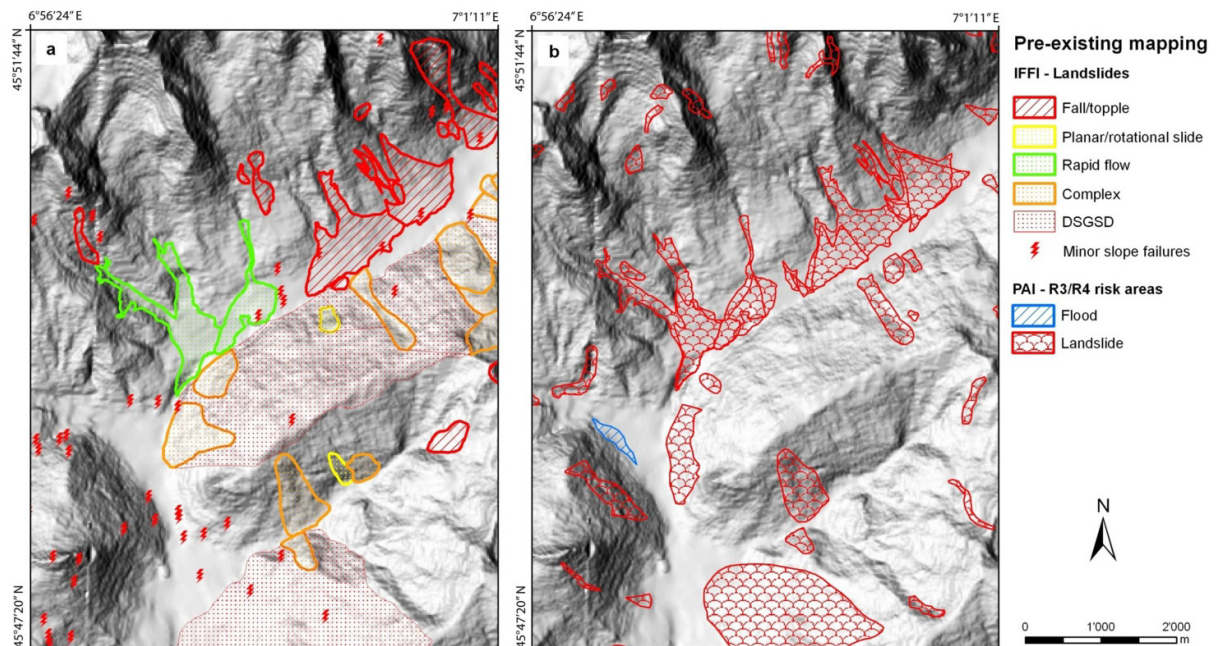 6°56'24" E
7°1'11" E
6°56'24" E
7°1'11" E
45°51'44" N
a
45°51'44" N
b
45°47'20" N
45°47'20" N
Pre-existing mapping
IFFI - Landslides
Fall/topple
Planar/rotational slide
Rapid flow
Complex
DSGSD
Minor slope failures
PAI - R3/R4 risk areas
Flood
Landslide
N
0 1'000 2'000
m